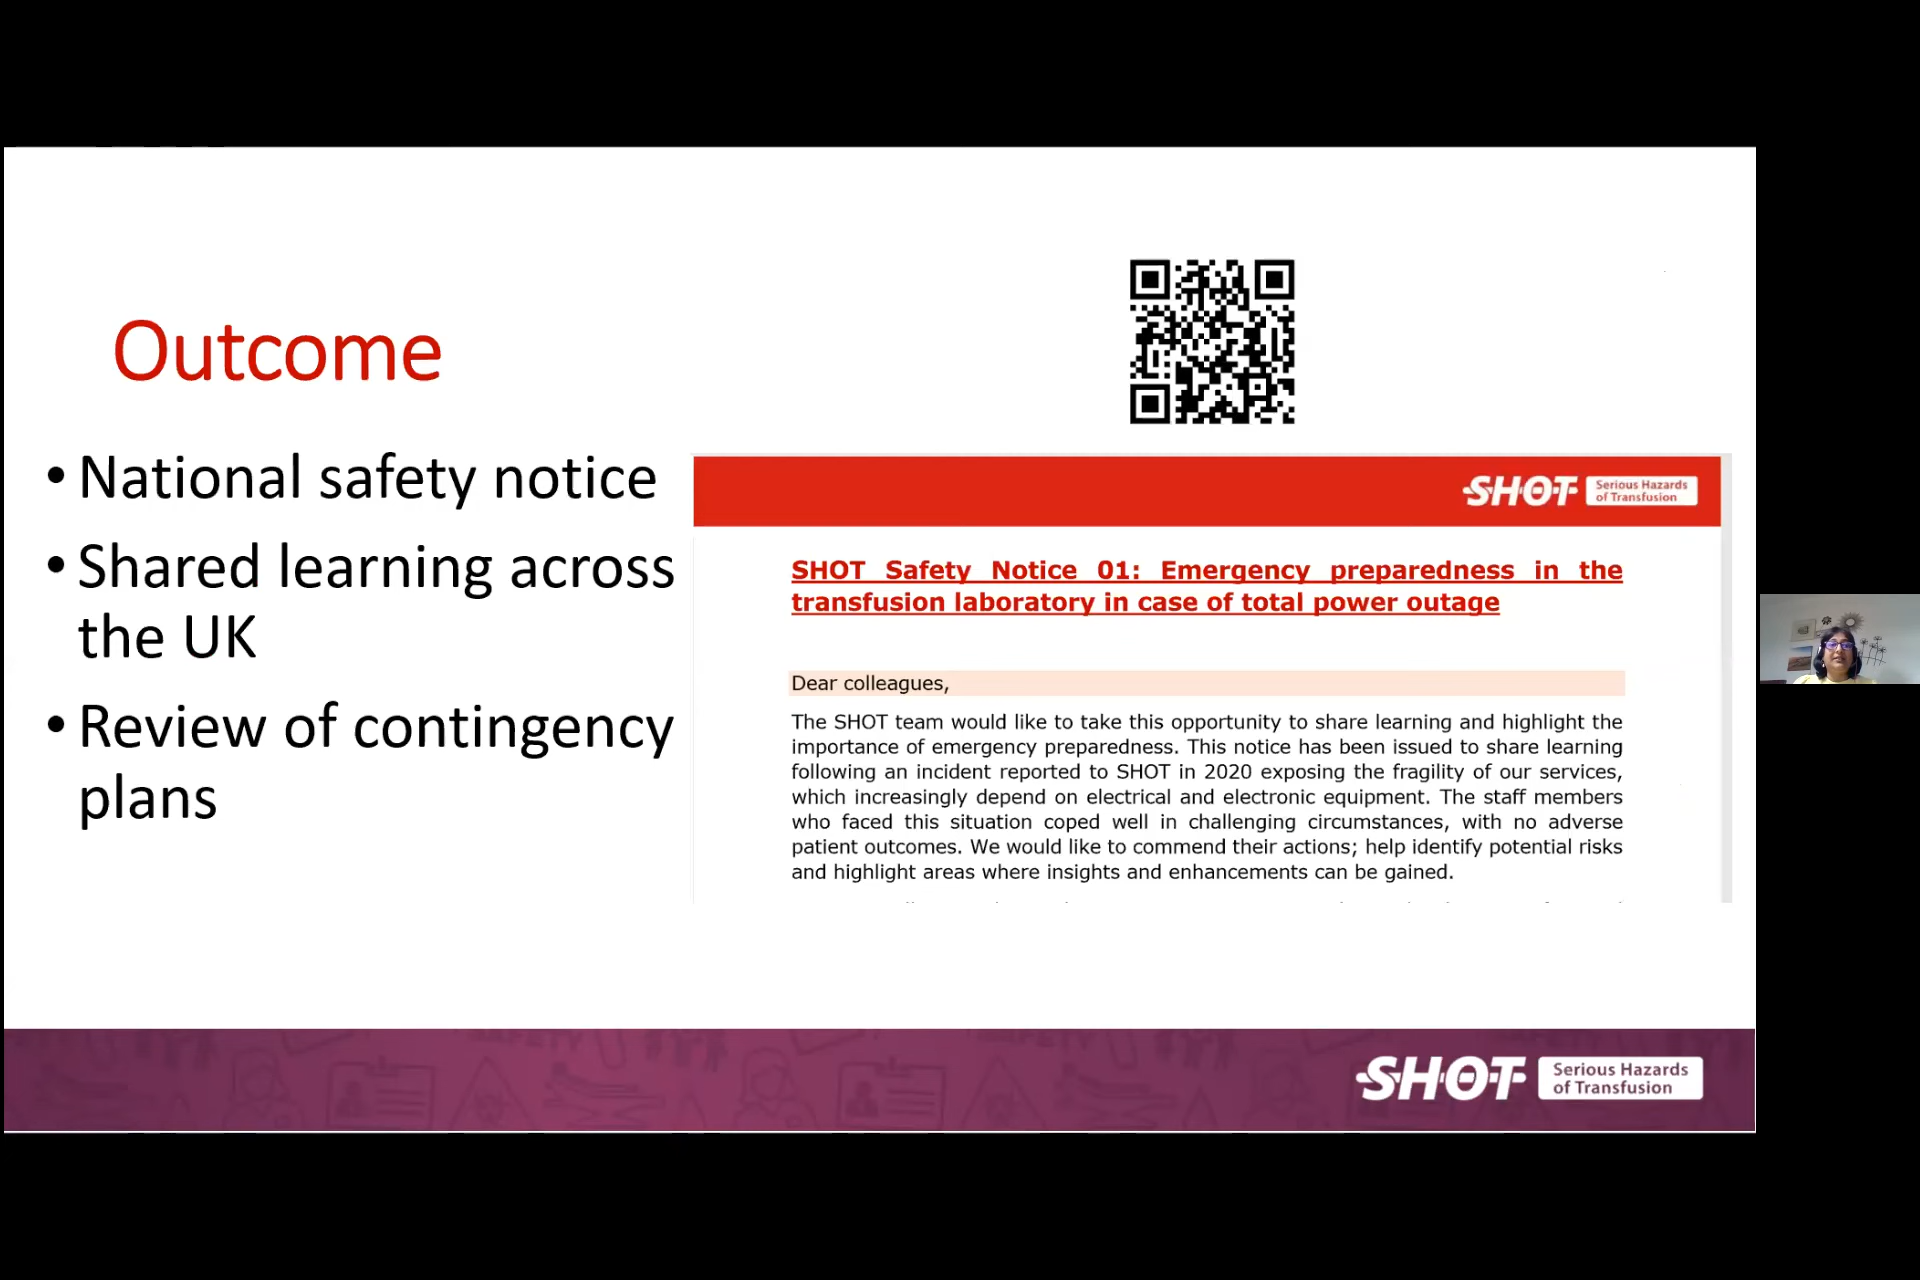 Outcome
• National safety notice
• Shared learning across
the UK
• Review of contingency
plans
SHOT Serious Hazards
of Transfusion
SHOT Safety Notice 01: Emergency preparedness in the
transfusion laboratory in case of total power outage
Dear colleagues,
The SHOT team would like to take this opportunity to share learning and highlight the
importance of emergency preparedness. This notice has been issued to share learning
following an incident reported to SHOT in 2020 exposing the fragility of our services,
which increasingly depend on electrical and electronic equipment. The staff members
who faced this situation coped well in challenging circumstances, with no adverse
patient outcomes. We would like to commend their actions; help identify potential risks
and highlight areas where insights and enhancements can be gained.
SHOT Serious Hazards
of Transfusion